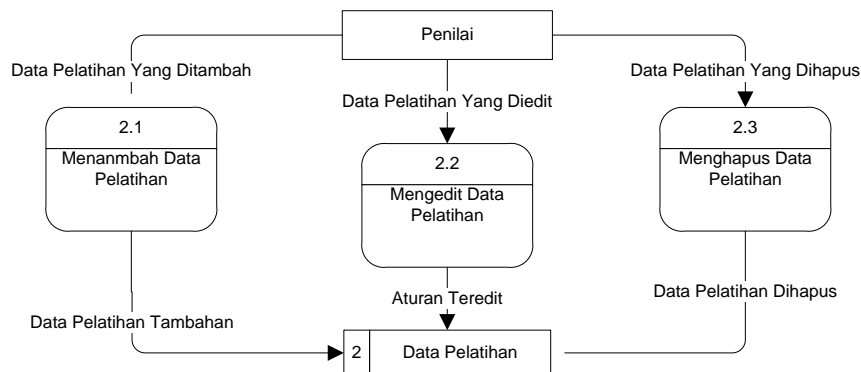 Penilai
Data Pelatihan Yang Ditambah
Data Pelatihan Yang Dihapus
Data Pelatihan Yang Diedit
2.1
Menanmbah Data
Pelatihan
2.2
Mengedit Data
Pelatihan
2.3
Menghapus Data
Pelatihan
Data Pelatihan Tambahan
Aturan Teredit
Data Pelatihan Dihapus
2 Data Pelatihan